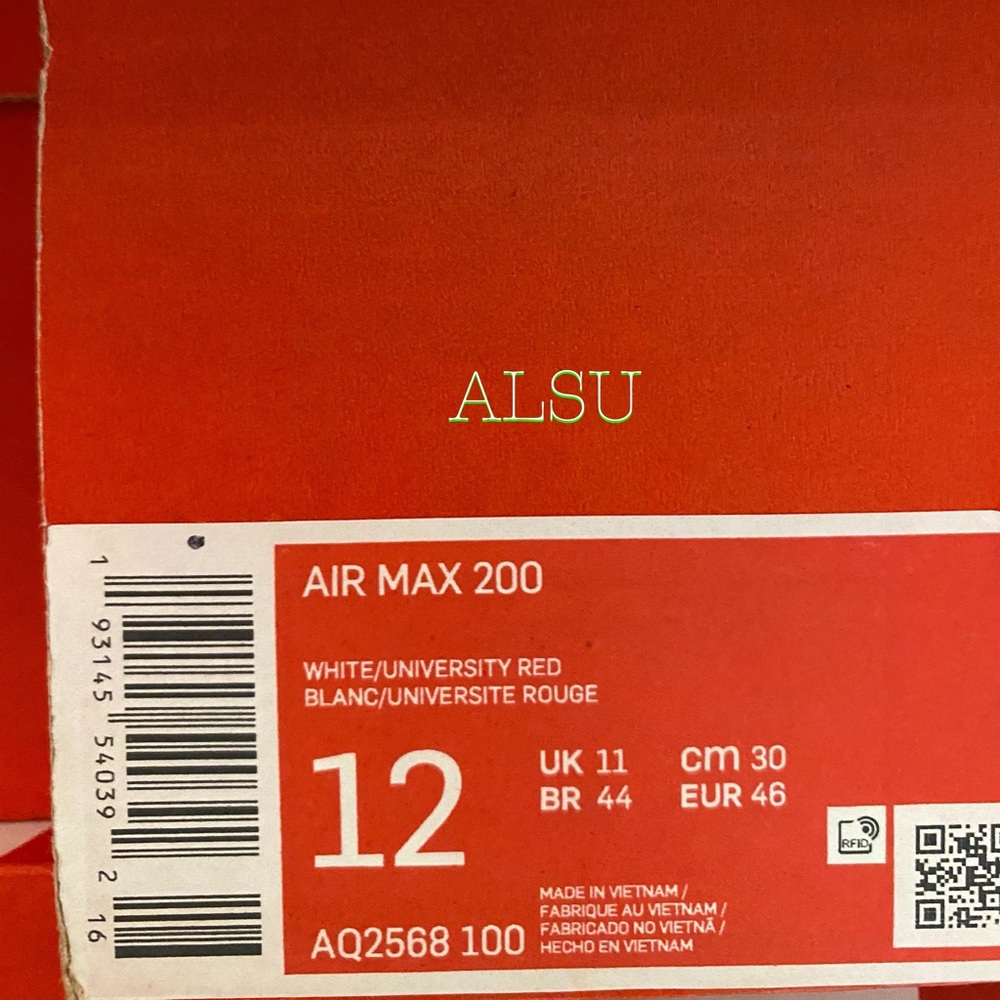 ALSU
AIR MAX 200
WHITE/UNIVERSITY RED
BLANC/UNIVERSITE ROUGE
12
UK 11 cm 30
BR 44 EUR 46
RFID
MADE IN VIETNAM /
FABRIQUE AU VIETNAM /
FABRICADO NO VIETNÃ /
HECHO EN VIETNAM
AQ2568 100
1 93145 54039 2 16